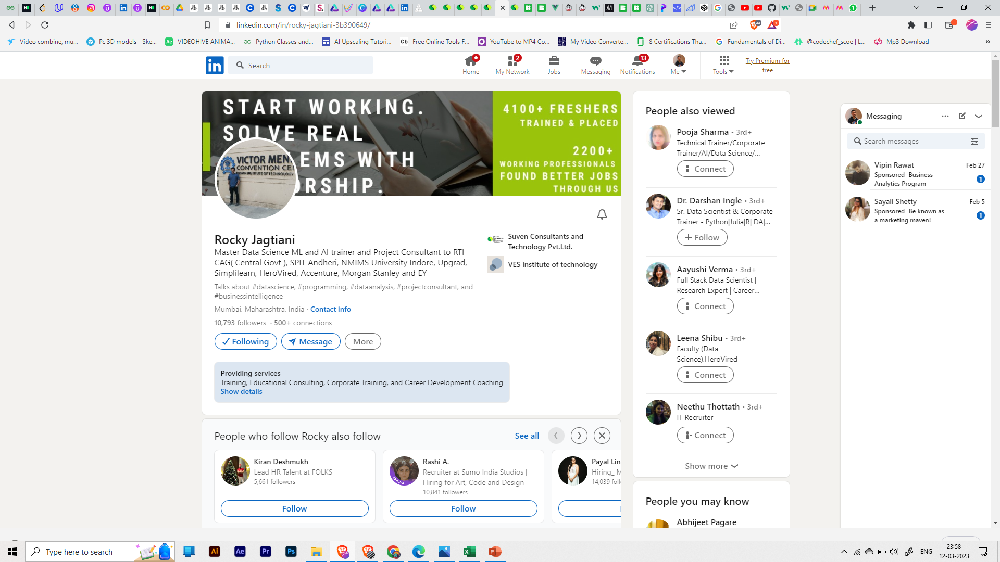 linkedin.com/in/rocky-jagtiani-3b390649/
44
1
Video combine, mu...
Pc 3D models - Ske...
VIDEOHIVE ANIMA...
Python Classes and...
AI Upscaling Tutori...
Free Online Tools F...
YouTube to MP4 Co...
My Video Converte...
8 Certifications Tha...
Fundamentals of Di...
@codechef_scoe | L...
Mp3 Download
»
in
Search
Home
2
My Network
Jobs
Messaging
13
Notifications
Me
Tools
Try Premium for
free
START WORKING.
SOLVE REAL
EMS WITH
ORSHIP.
4100+ FRESHERS
TRAINED & PLACED
2200+
WORKING PROFESSIONALS
FOUND BETTER JOBS
THROUGH US
VICTOR MEN
CONVENTION CE
INDIAN INSTITUTE OF TECHNOLOGY
Rocky Jagtiani
Master Data Science ML and AI trainer and Project Consultant to RTI
CAG( Central Govt ), SPIT Andheri, NMIMS University Indore, Upgrad,
Simplilearn, HeroVired, Accenture, Morgan Stanley and EY
Talks about #datascience, #programming, #dataanalysis, #projectconsultant, and
#businessintelligence
Mumbai, Maharashtra, India · Contact info
10,793 followers · 500+ connections
Following
Message
More
Suven Consultants and
Technology Pvt.Ltd.
VES institute of technology
Providing services
Training, Educational Consulting, Corporate Training, and Career Development Coaching
Show details
People who follow Rocky also follow
See all
Kiran Deshmukh
Lead HR Talent at FOLKS
5,661 followers
Follow
Rashi A.
Recruiter at Sumo India Studios |
Hiring for Art, Code and Design
10,841 followers
Follow
Payal Lin
Hiring_ M
14,039 foll
People also viewed
Pooja Sharma • 3rd+
Technical Trainer/Corporate
Trainer/AI/Data Science/...
Connect
Dr. Darshan Ingle • 3rd+
Sr. Data Scientist & Corporate
Trainer - Python|Julia|R| DA|...
Follow
Aayushi Verma • 3rd+
Full Stack Data Scientist |
Research Expert | Career...
Connect
Leena Shibu • 3rd+
Faculty (Data
Science),HeroVired
Connect
Neethu Thottath • 3rd+
IT Recruiter
Connect
Show more
People you may know
Abhijeet Pagare
Messaging
Search messages
Vipin Rawat
Feb 27
Sponsored Business
Analytics Program
1
Sayali Shetty
Feb 5
Sponsored Be known as
a marketing maven!
1
Type here to search
Ai
Ae
Pr
Ps
ENG
23:58
12-03-2023